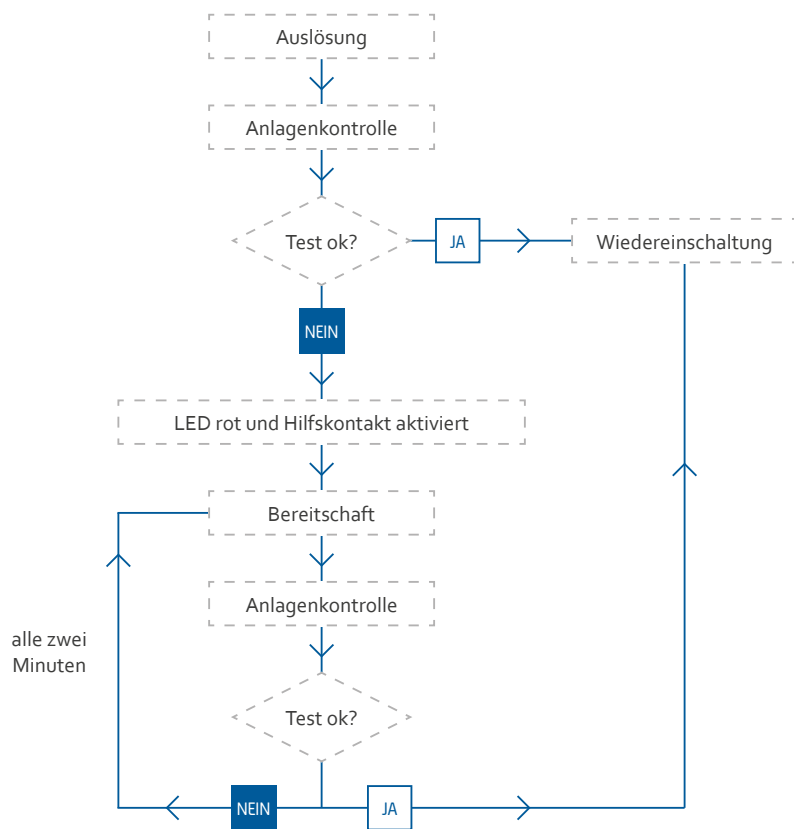 Auslösung
Anlagenkontrolle
Test ok?
JA
Wiedereinschaltung
NEIN
LED rot und Hilfskontakt aktiviert
Bereitschaft
Anlagenkontrolle
alle zwei
Minuten
Test ok?
NEIN
JA